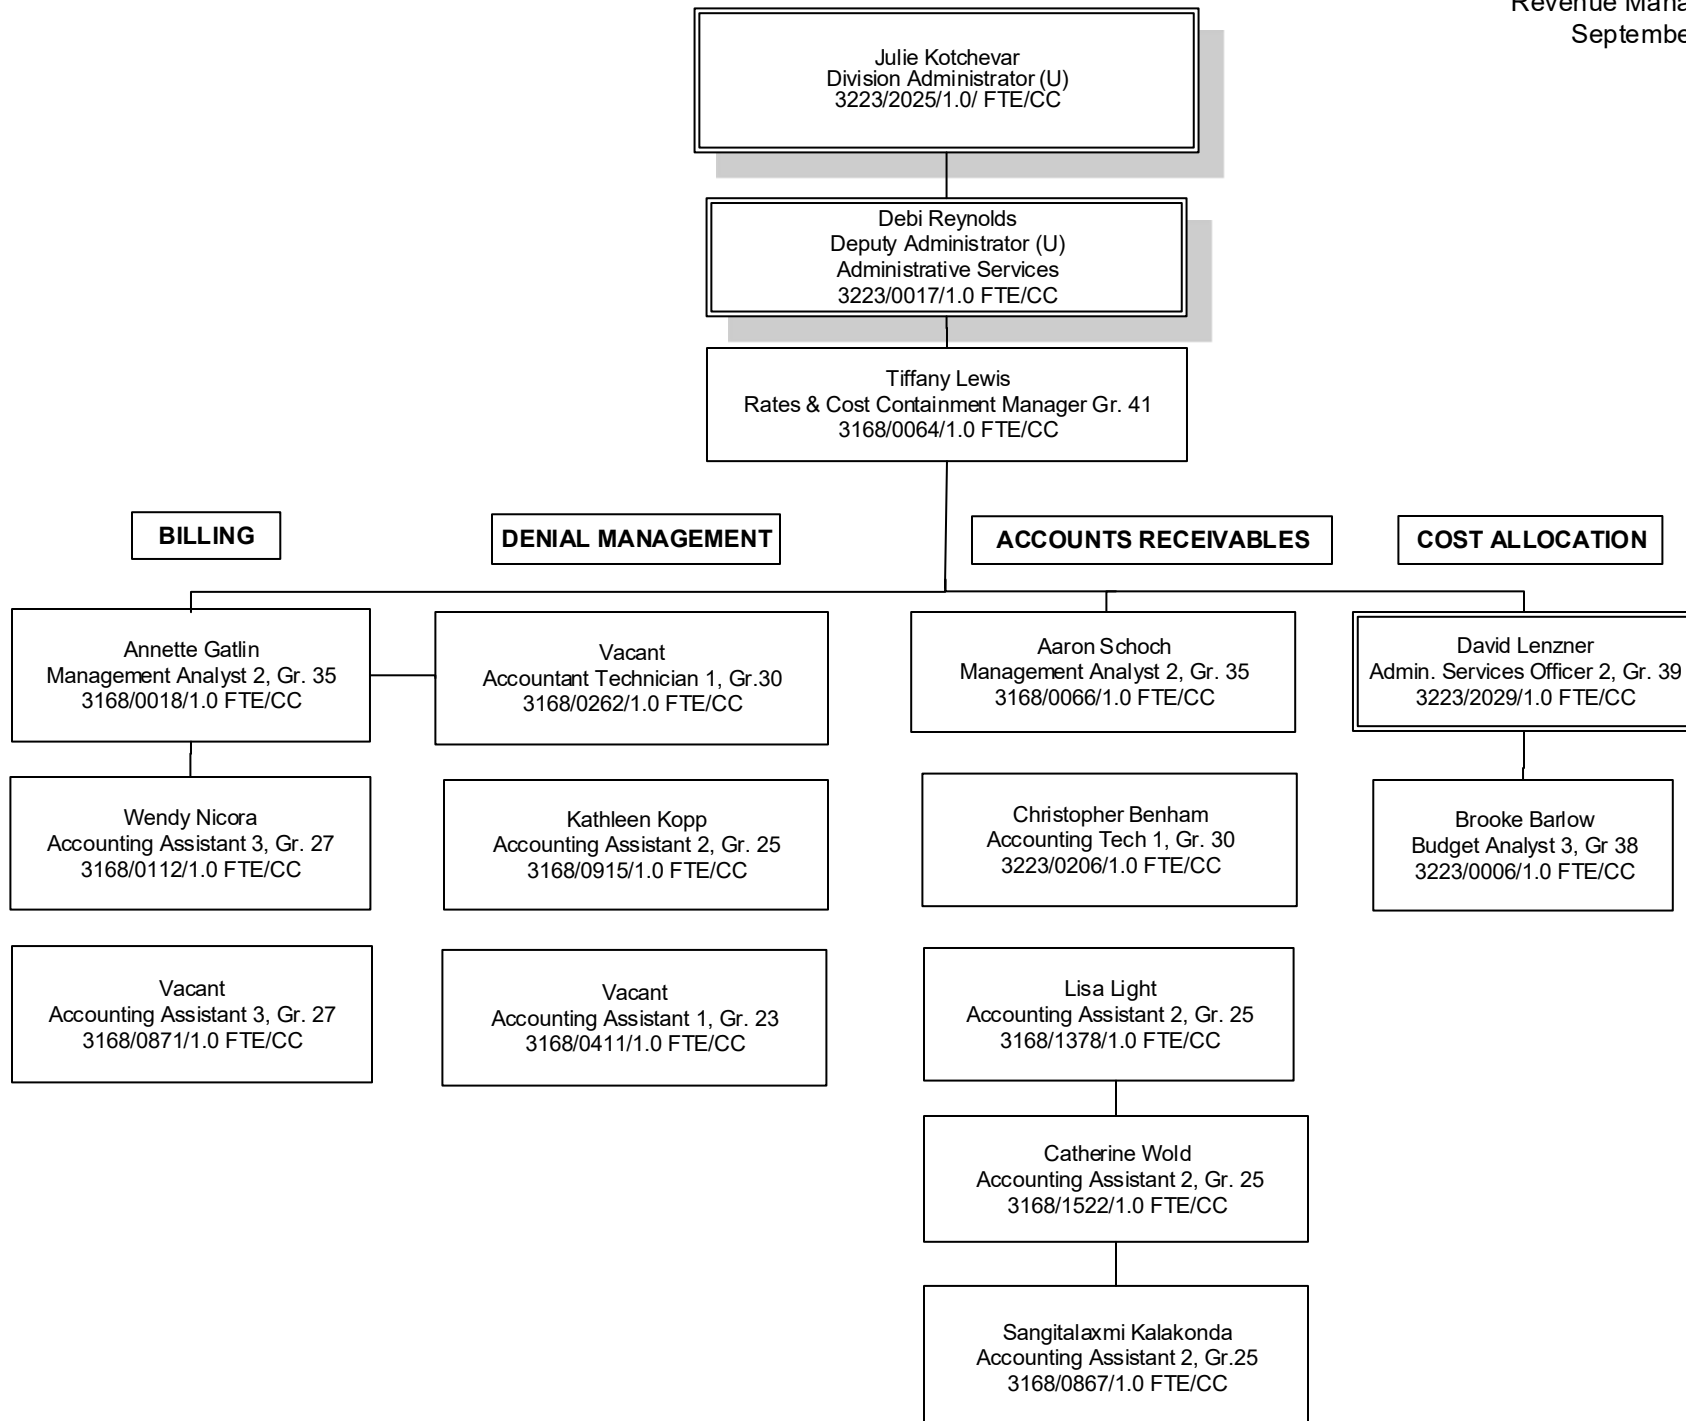 Revenue
September
Julie Kotchevar
Division Administrator (U)
3223/2025/1.0/ FTE/CC
Debi Reynolds
Deputy Administrator (U)
Administrative Services
3223/0017/1.0 FTE/CC
Tiffany Lewis
Rates & Cost Containment Manager Gr. 41
3168/0064/1.0 FTE/CC
BILLING
DENIAL MANAGEMENT
ACCOUNTS RECEIVABLES
COST ALLOCATION
Annette Gatlin
Management Analyst 2, Gr. 35
3168/0018/1.0 FTE/CC
Vacant
Accountant Technician 1, Gr.30
3168/0262/1.0 FTE/CC
Aaron Schoch
Management Analyst 2, Gr. 35
3168/0066/1.0 FTE/CC
David Lenzner
Admin. Services Officer 2, Gr. 39
3223/2029/1.0 FTE/CC
Wendy Nicora
Accounting Assistant 3, Gr. 27
3168/0112/1.0 FTE/CC
Kathleen Kopp
Accounting Assistant 2, Gr. 25
3168/0915/1.0 FTE/CC
Christopher Benham
Accounting Tech 1, Gr. 30
3223/0206/1.0 FTE/CC
Brooke Barlow
Budget Analyst 3, Gr 38
3223/0006/1.0 FTE/CC
Vacant
Accounting Assistant 3, Gr. 27
3168/0871/1.0 FTE/CC
Vacant
Accounting Assistant 1, Gr. 23
3168/0411/1.0 FTE/CC
Lisa Light
Accounting Assistant 2, Gr. 25
3168/1378/1.0 FTE/CC
Catherine Wold
Accounting Assistant 2, Gr. 25
3168/1522/1.0 FTE/CC
Sangitalaxmi Kalakonda
Accounting Assistant 2, Gr.25
3168/0867/1.0 FTE/CC